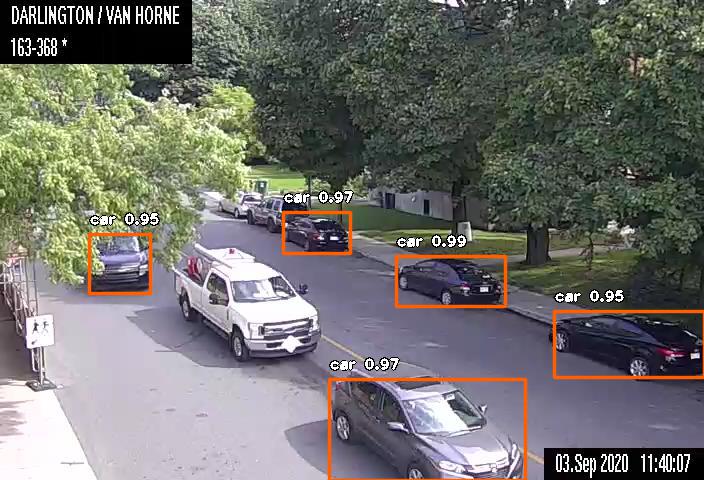 DARLINGTON / VAN HORNE
163-368 *
car 0.97
car 0.95
car 0.99
car 0.95
car 0.97
03.Sep 2020 11:40:07